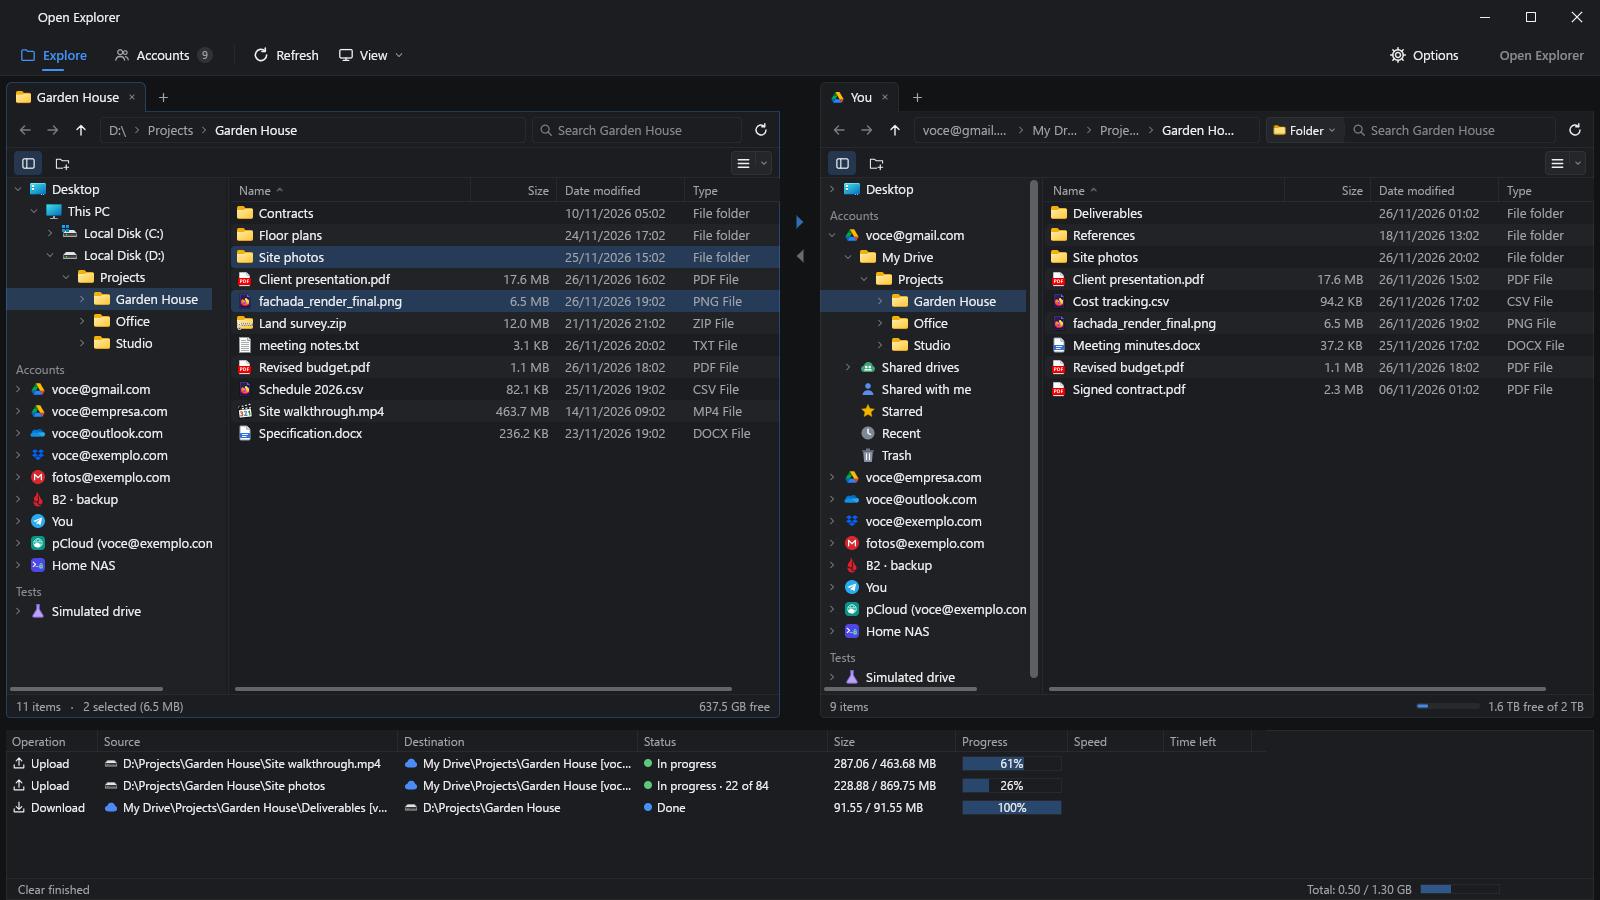 Open Explorer
Explore
Accounts 9
Refresh
View
Options
Open Explorer
Garden House
D:\ Projects Garden House
Search Garden House
Desktop
This PC
Local Disk (C:)
Local Disk (D:)
Projects
Garden House
Office
Studio
Accounts
voce@gmail.com
voce@empresa.com
voce@outlook.com
voce@exemplo.com
fotos@exemplo.com
B2 · backup
You
pCloud (voce@exemplo.con
Home NAS
Tests
Simulated drive
Name Size Date modified Type
Contracts 10/11/2026 05:02 File folder
Floor plans 24/11/2026 17:02 File folder
Site photos 25/11/2026 15:02 File folder
Client presentation.pdf 17.6 MB 26/11/2026 16:02 PDF File
fachada_render_final.png 6.5 MB 26/11/2026 19:02 PNG File
Land survey.zip 12.0 MB 21/11/2026 21:02 ZIP File
meeting notes.txt 3.1 KB 26/11/2026 20:02 TXT File
Revised budget.pdf 1.1 MB 26/11/2026 18:02 PDF File
Schedule 2026.csv 82.1 KB 25/11/2026 19:02 CSV File
Site walkthrough.mp4 463.7 MB 14/11/2026 09:02 MP4 File
Specification.docx 236.2 KB 23/11/2026 19:02 DOCX File
11 items · 2 selected (6.5 MB)
637.5 GB free
You
voce@gmail.... My Dr... Proje... Garden Ho...
Folder
Search Garden House
Desktop
Accounts
voce@gmail.com
My Drive
Projects
Garden House
Office
Studio
Shared drives
Shared with me
Starred
Recent
Trash
voce@empresa.com
voce@outlook.com
voce@exemplo.com
fotos@exemplo.com
B2 · backup
You
pCloud (voce@exemplo.con
Home NAS
Tests
Simulated drive
Name Size Date modified Type
Deliverables 26/11/2026 01:02 File folder
References 18/11/2026 13:02 File folder
Site photos 26/11/2026 20:02 File folder
Client presentation.pdf 17.6 MB 26/11/2026 15:02 PDF File
Cost tracking.csv 94.2 KB 26/11/2026 17:02 CSV File
fachada_render_final.png 6.5 MB 26/11/2026 19:02 PNG File
Meeting minutes.docx 37.2 KB 25/11/2026 17:02 DOCX File
Revised budget.pdf 1.1 MB 26/11/2026 18:02 PDF File
Signed contract.pdf 2.3 MB 06/11/2026 01:02 PDF File
9 items
1.6 TB free of 2 TB
Operation Source Destination Status Size Progress Speed Time left
Upload D:\Projects\Garden House\Site walkthrough.mp4 My Drive\Projects\Garden House [voc... In progress 287.06 / 463.68 MB 61%
Upload D:\Projects\Garden House\Site photos My Drive\Projects\Garden House [voc... In progress · 22 of 84 228.88 / 869.75 MB 26%
Download My Drive\Projects\Garden House\Deliverables [v... D:\Projects\Garden House Done 91.55 / 91.55 MB 100%
Clear finished
Total: 0.50 / 1.30 GB